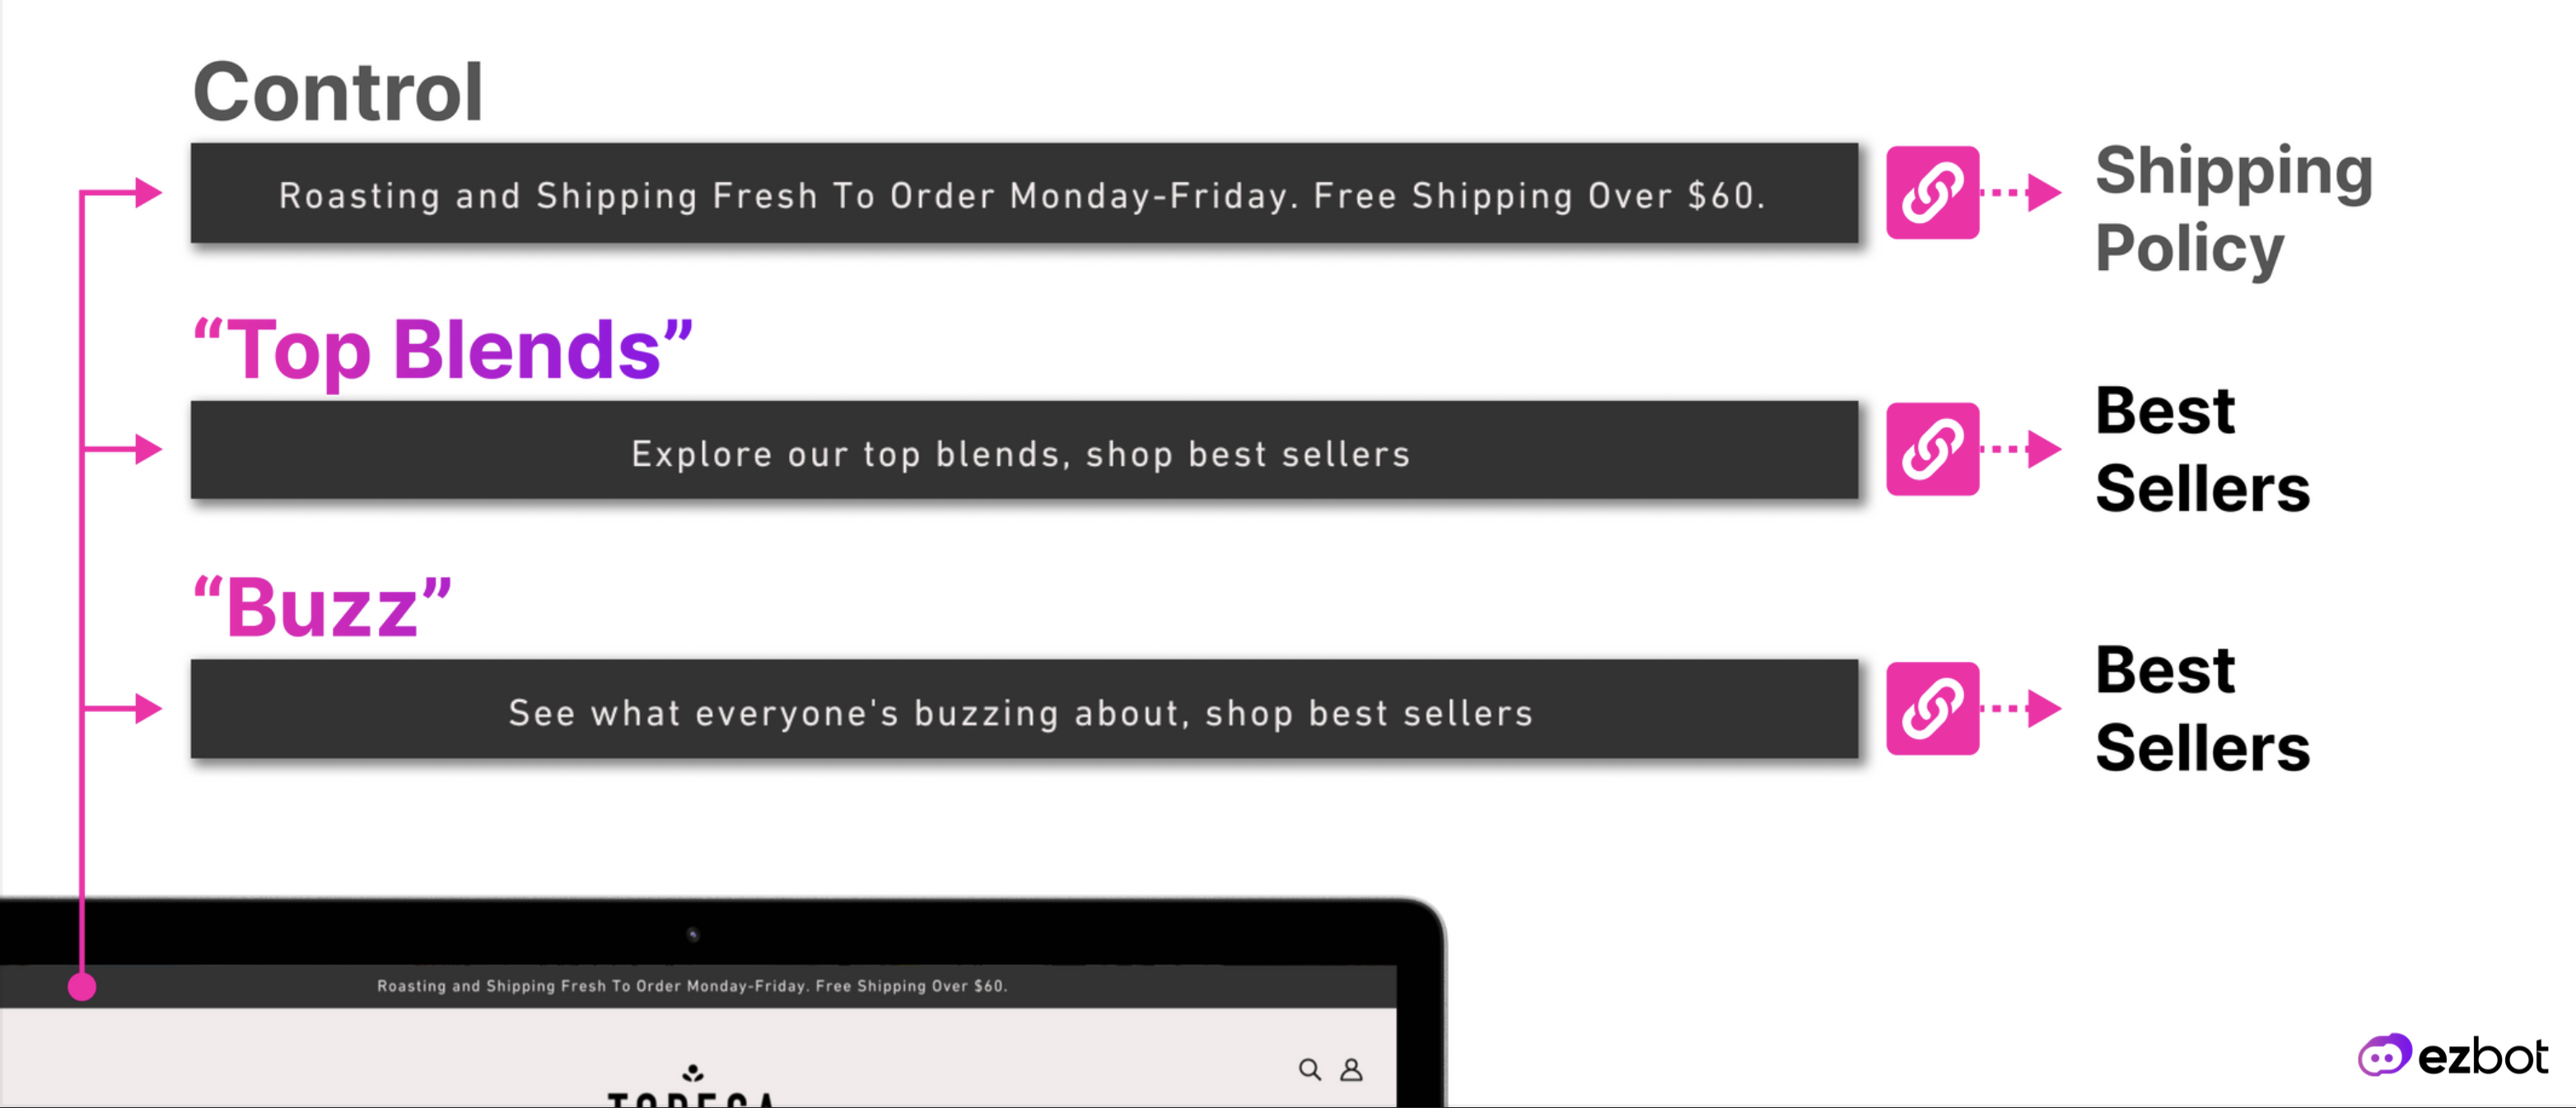 Control
Roasting and Shipping Fresh To Order Monday-Friday. Free Shipping Over $60.
Shipping
Policy
“Top Blends”
Explore our top blends, shop best sellers
Best
Sellers
“Buzz”
See what everyone's buzzing about, shop best sellers
Best
Sellers
Roasting and Shipping Fresh To Order Monday-Friday. Free Shipping Over $60.
ezbot